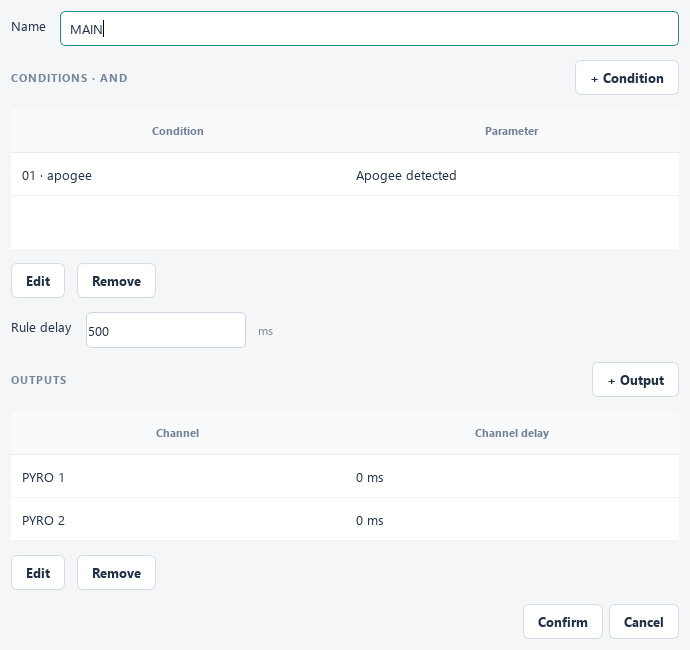 Name MAIN
CONDITIONS · AND + Condition
Condition Parameter
01 · apogee Apogee detected
Edit Remove
Rule delay 500 ms
OUTPUTS + Output
Channel Channel delay
PYRO 1 0 ms
PYRO 2 0 ms
Edit Remove
Confirm Cancel